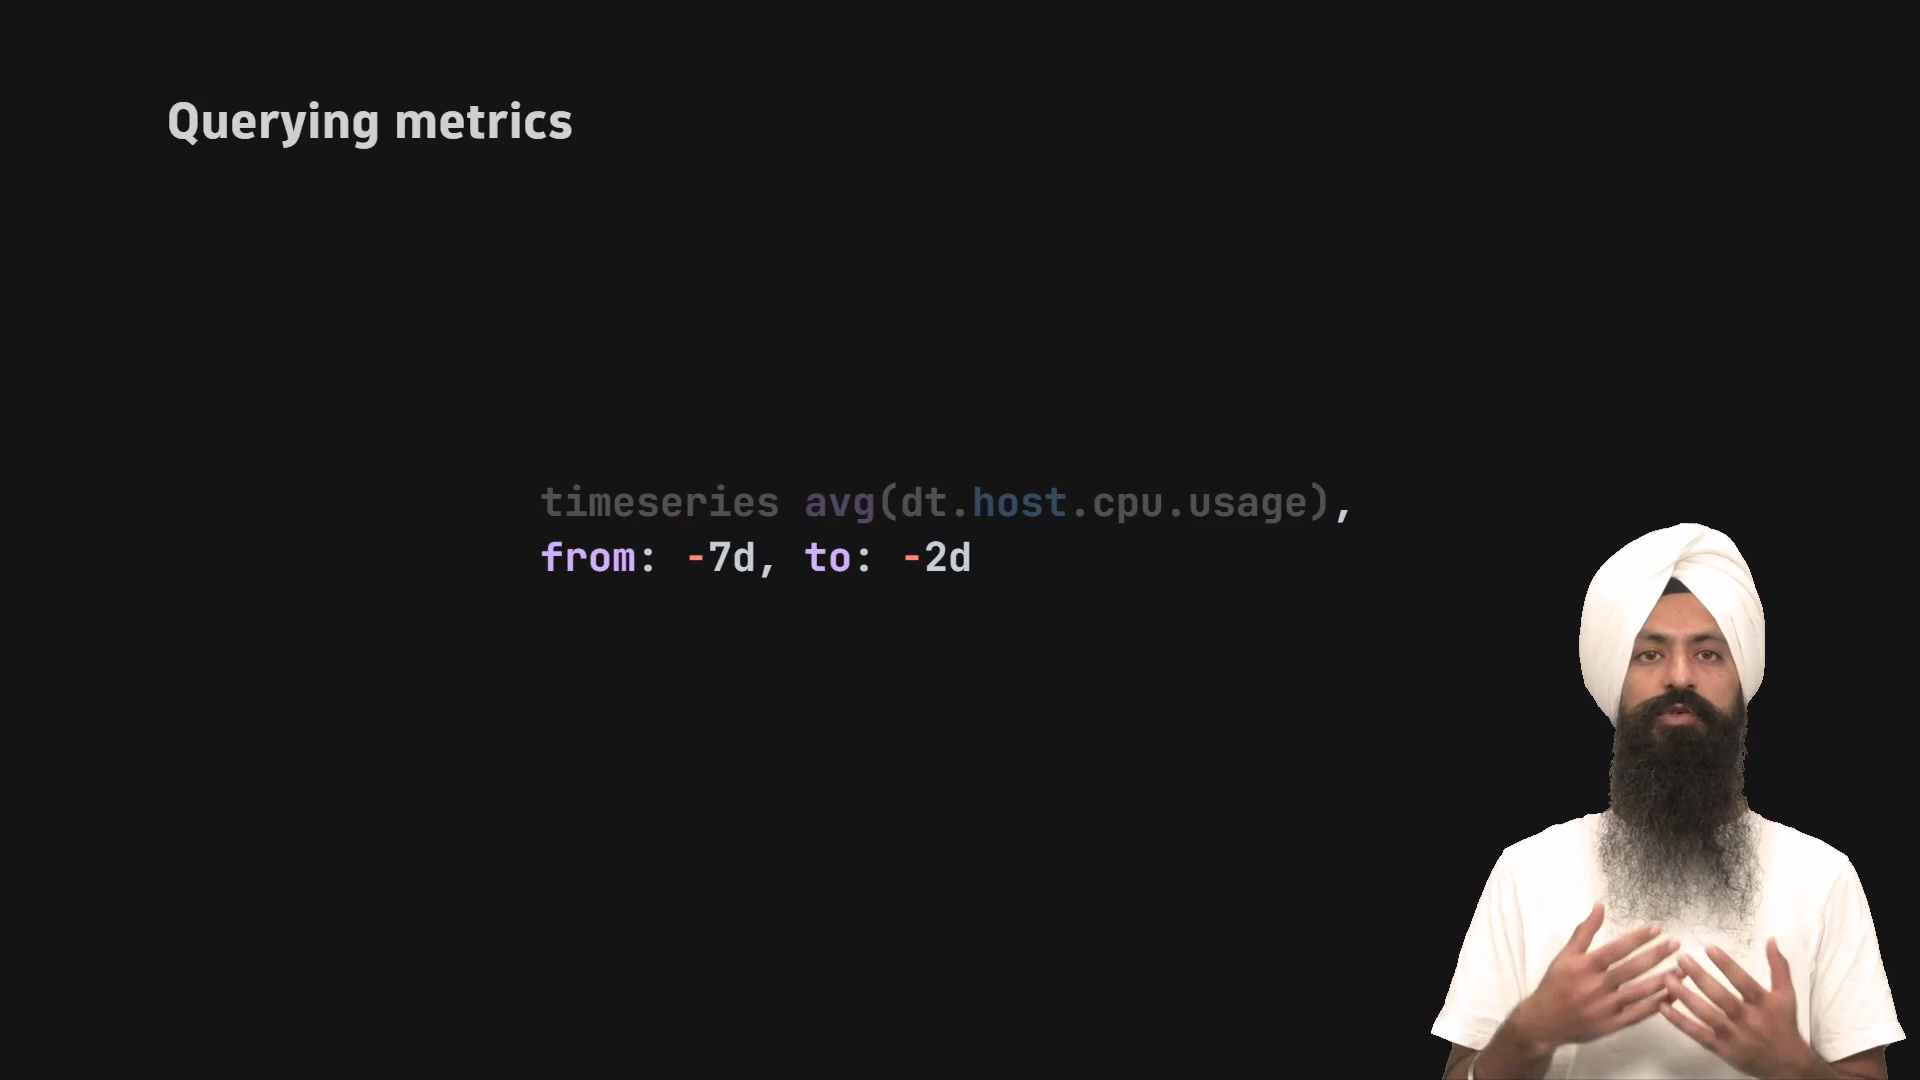 Querying metrics
timeseries avg(dt.host.cpu.usage),
from: -7d, to: -2d